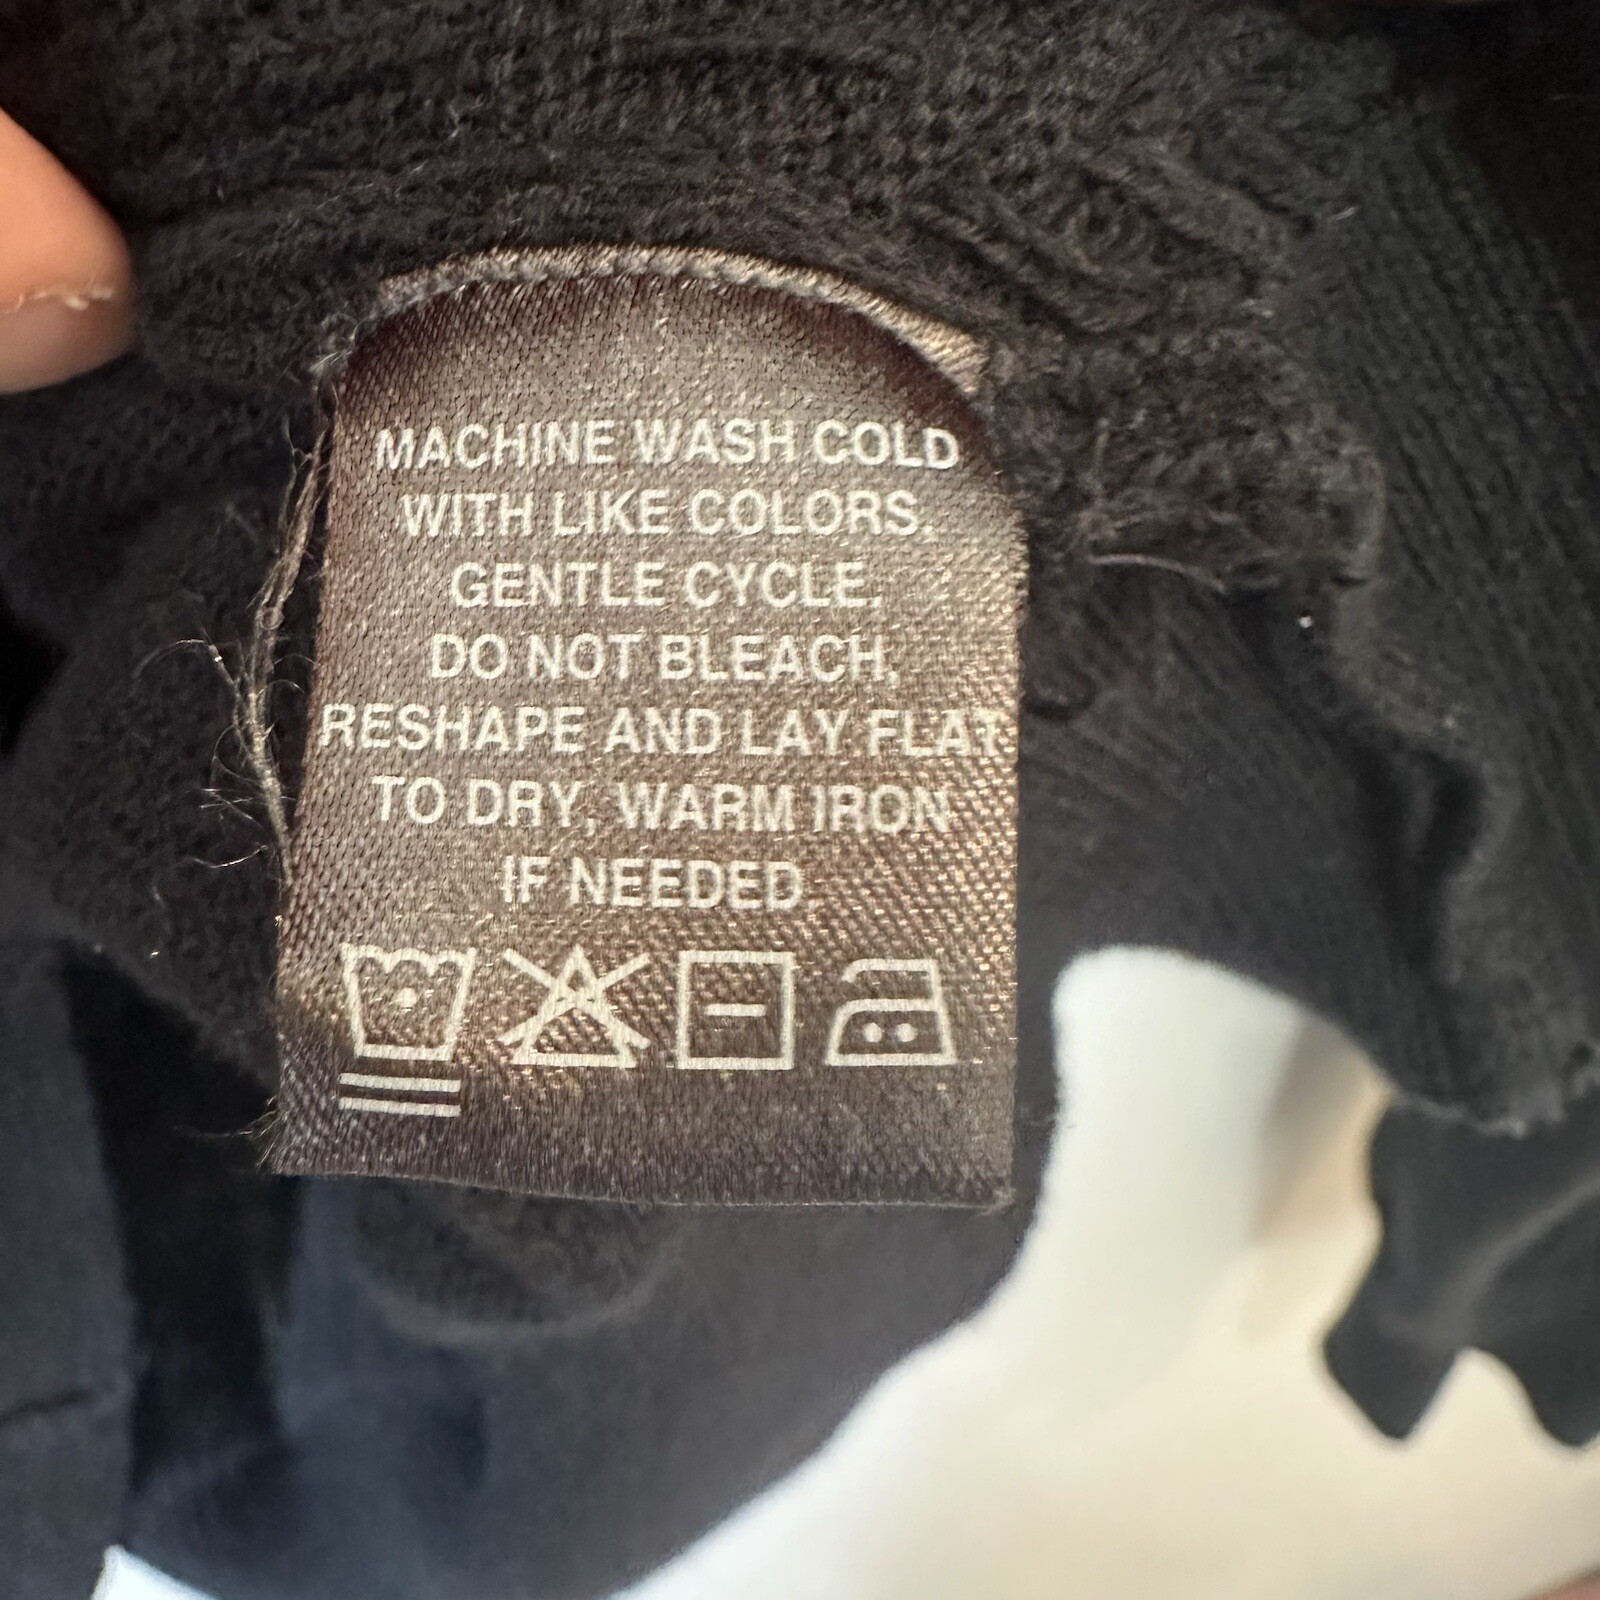 MACHINE WASH COLD
WITH LIKE COLORS.
GENTLE CYCLE.
DO NOT BLEACH.
RESHAPE AND LAY FLAT
TO DRY, WARM IRON
IF NEEDED